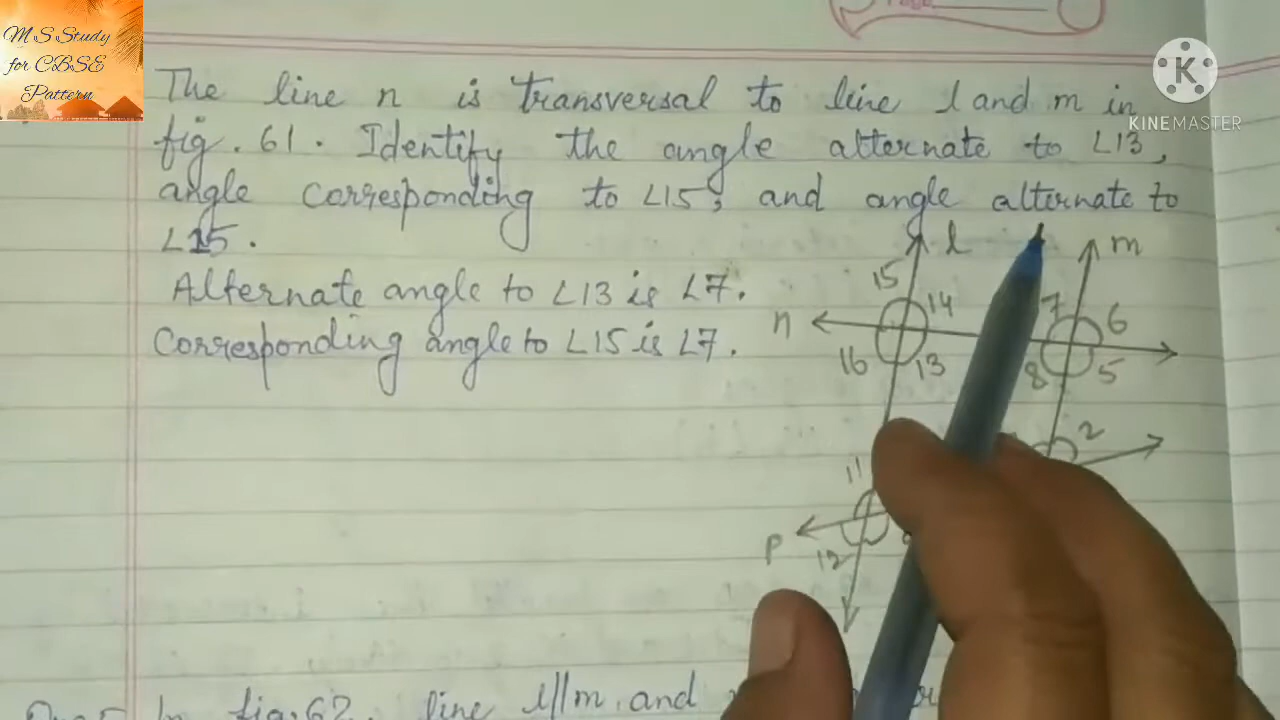 M S Study
for CBSE
Pattern
KINEMASTER
The line n is transversal to line l and m in
fig. 61. Identify the angle alternate to ∠13,
angle corresponding to ∠15, and angle alternate to
∠15.
Alternate angle to ∠13 is ∠7.
Corresponding angle to ∠15 is ∠7.
l
m
n
15
14
16
13
7
6
8
5
2
11
P
12
In fig. 62, line l//m and